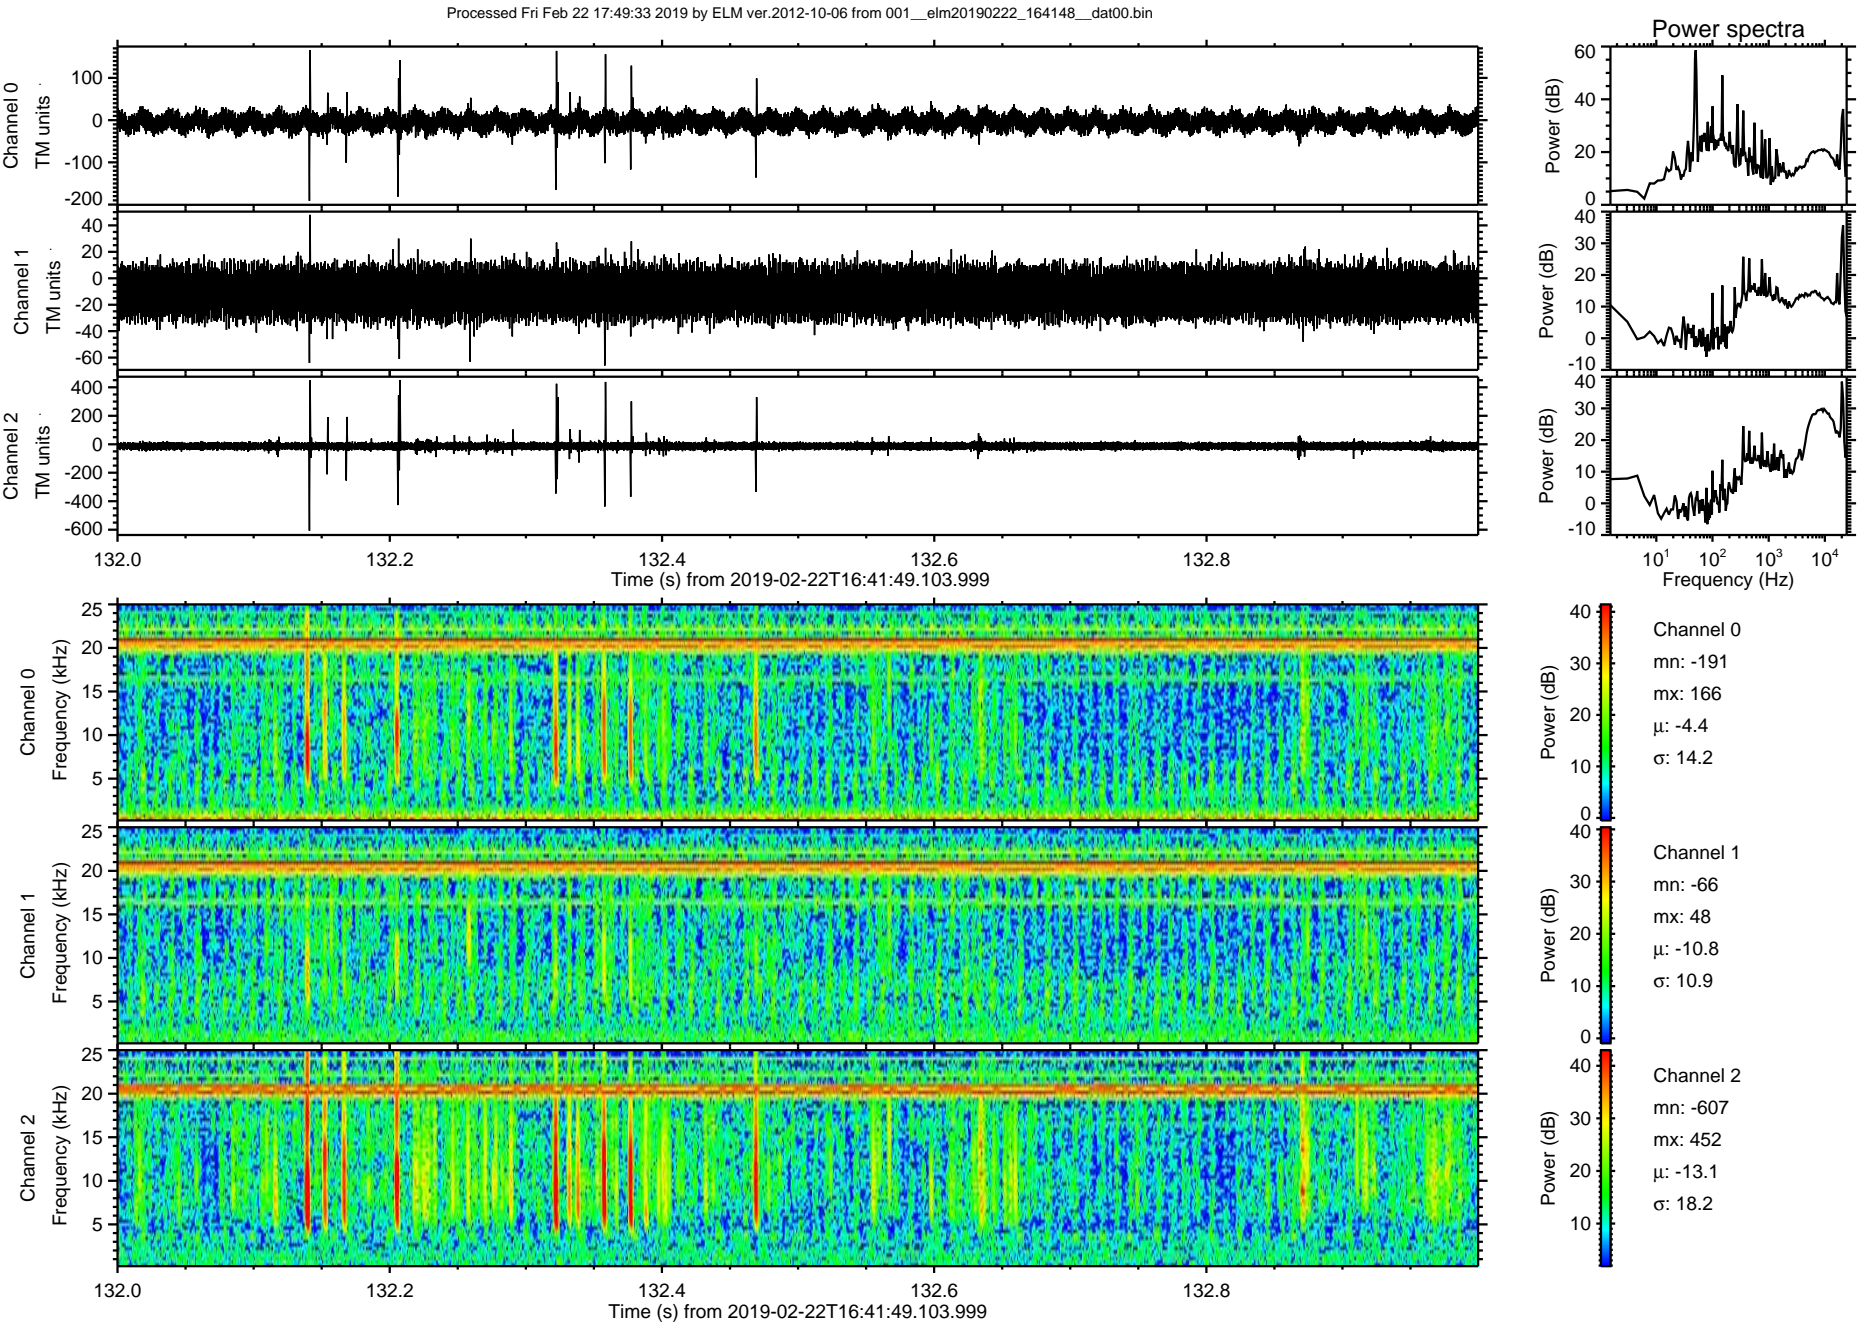 Processed Fri Feb 22 17:49:33 2019 by ELM ver.2012-10-06 from 001__elm20190222_164148__dat00.bin
Power spectra
Channel 0
TM units
100
0
-100
-200
Power (dB)
60
40
20
0
Channel 1
TM units
40
20
0
-20
-40
-60
Power (dB)
40
30
20
10
0
-10
Channel 2
TM units
400
200
0
-200
-400
-600
Power (dB)
40
30
20
10
0
-10
132.0 132.2 132.4 132.6 132.8
Time (s) from 2019-02-22T16:41:49.103.999
10¹ 10² 10³ 10⁴
Frequency (Hz)
Channel 0
Frequency (kHz)
25
20
15
10
5
Power (dB)
40
30
20
10
0
Channel 0
mn: -191
mx: 166
μ: -4.4
σ: 14.2
Channel 1
Frequency (kHz)
25
20
15
10
5
Power (dB)
40
30
20
10
0
Channel 1
mn: -66
mx: 48
μ: -10.8
σ: 10.9
Channel 2
Frequency (kHz)
25
20
15
10
5
Power (dB)
40
30
20
10
Channel 2
mn: -607
mx: 452
μ: -13.1
σ: 18.2
132.0 132.2 132.4 132.6 132.8
Time (s) from 2019-02-22T16:41:49.103.999